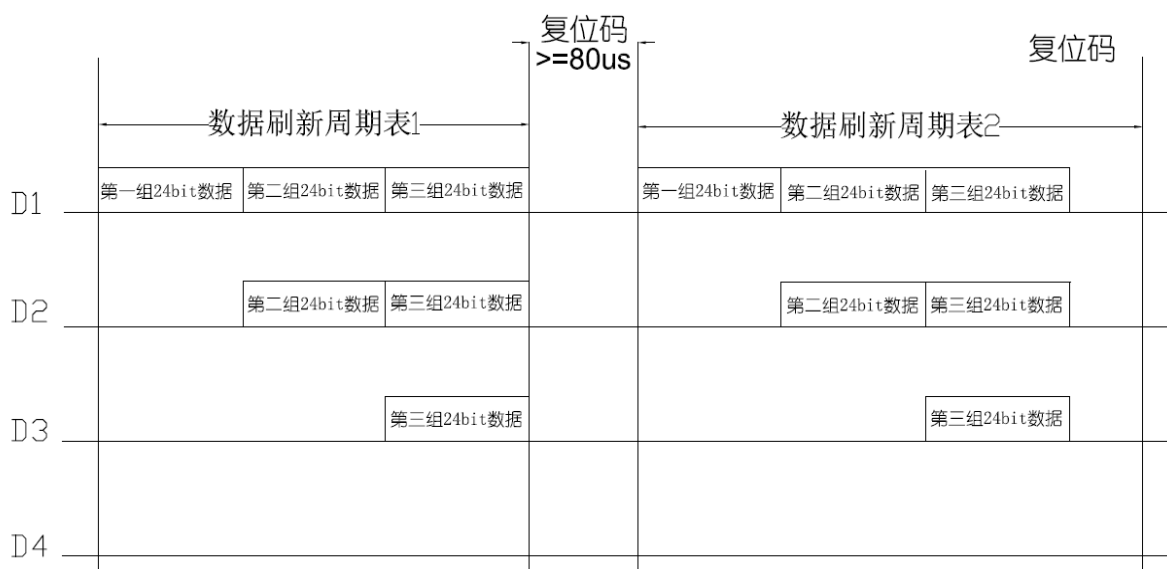 复位码
>=80us
复位码
数据刷新周期表1
数据刷新周期表2
D1
第一组24bit数据
第二组24bit数据
第三组24bit数据
第一组24bit数据
第二组24bit数据
第三组24bit数据
D2
第二组24bit数据
第三组24bit数据
第二组24bit数据
第三组24bit数据
D3
第三组24bit数据
第三组24bit数据
D4